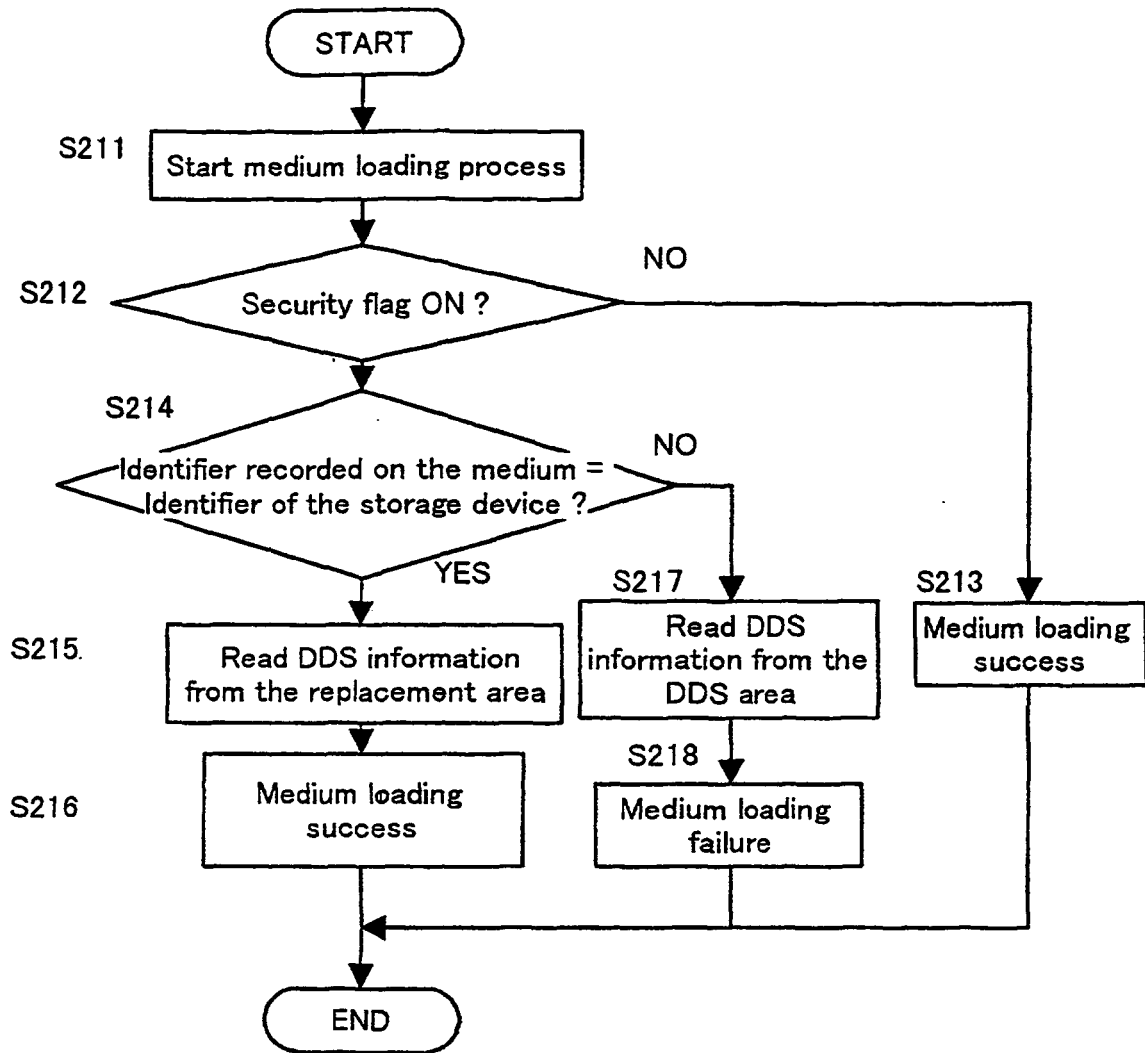 START
S211
Start medium loading process
NO
S212
Security flag ON ?
S214
NO
Identifier recorded on the medium =
Identifier of the storage device ?
YES
S217
S213
S215.
Read DDS information
from the replacement area
Read DDS
information from the
DDS area
Medium loading
success
S218
S216
Medium loading
success
Medium loading
failure
END